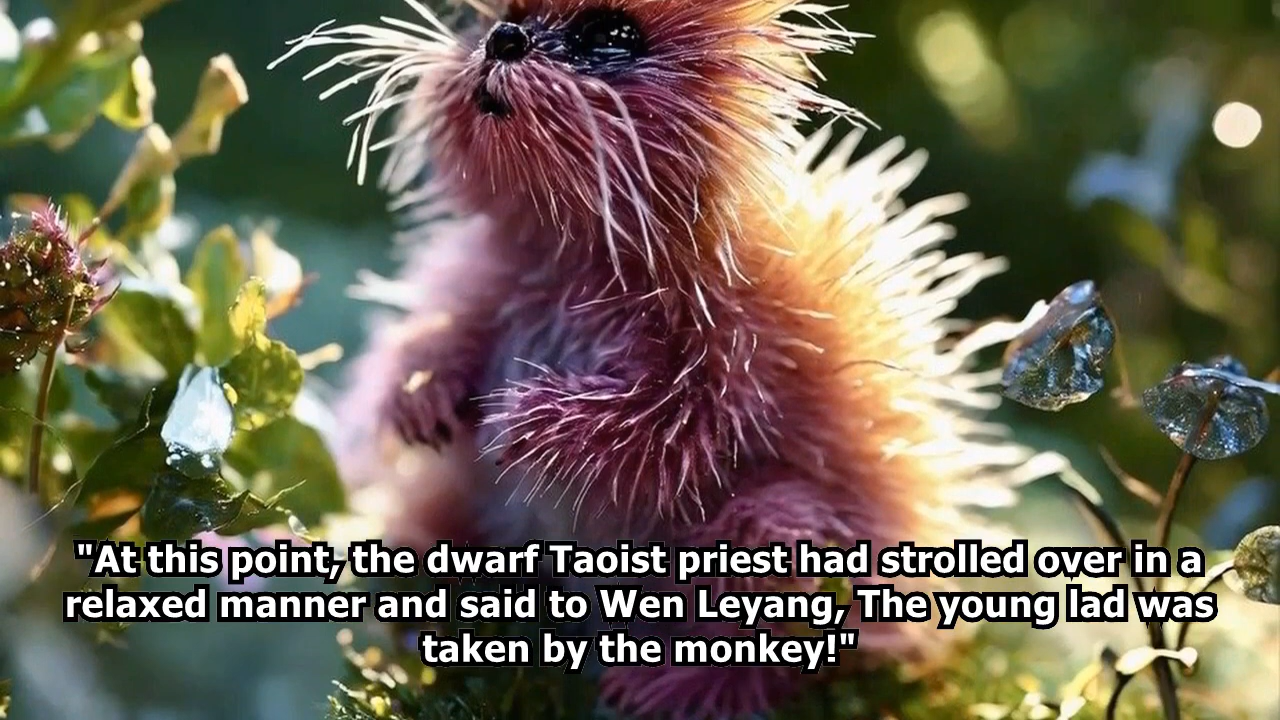 "At this point, the dwarf Taoist priest had strolled over in a
relaxed manner and said to Wen Leyang, The young lad was
taken by the monkey!"